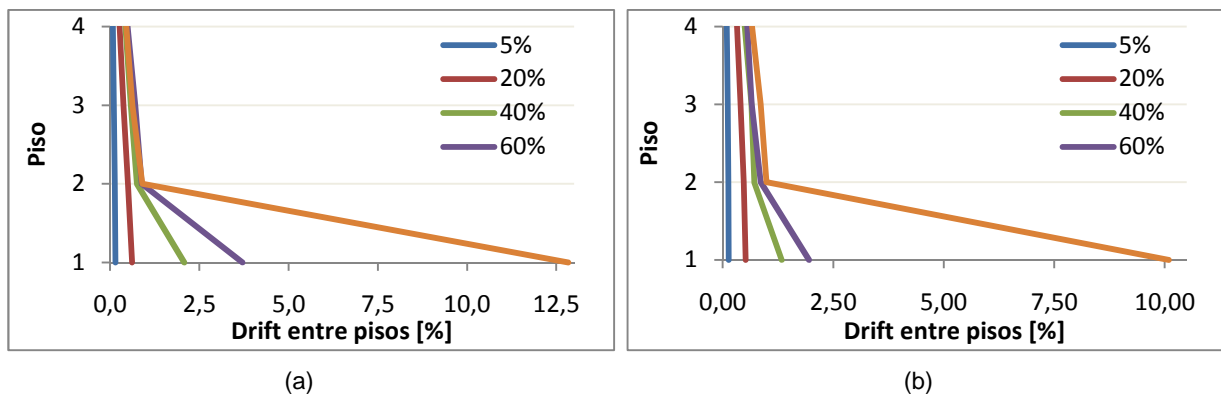 4
3
2
1
Piso
0,0 2,5 5,0 7,5 10,0 12,5
Drift entre pisos [%]
5%
20%
40%
60%
(a)
4
3
2
1
Piso
0,00 2,50 5,00 7,50 10,00
Drift entre pisos [%]
5%
20%
40%
60%
(b)